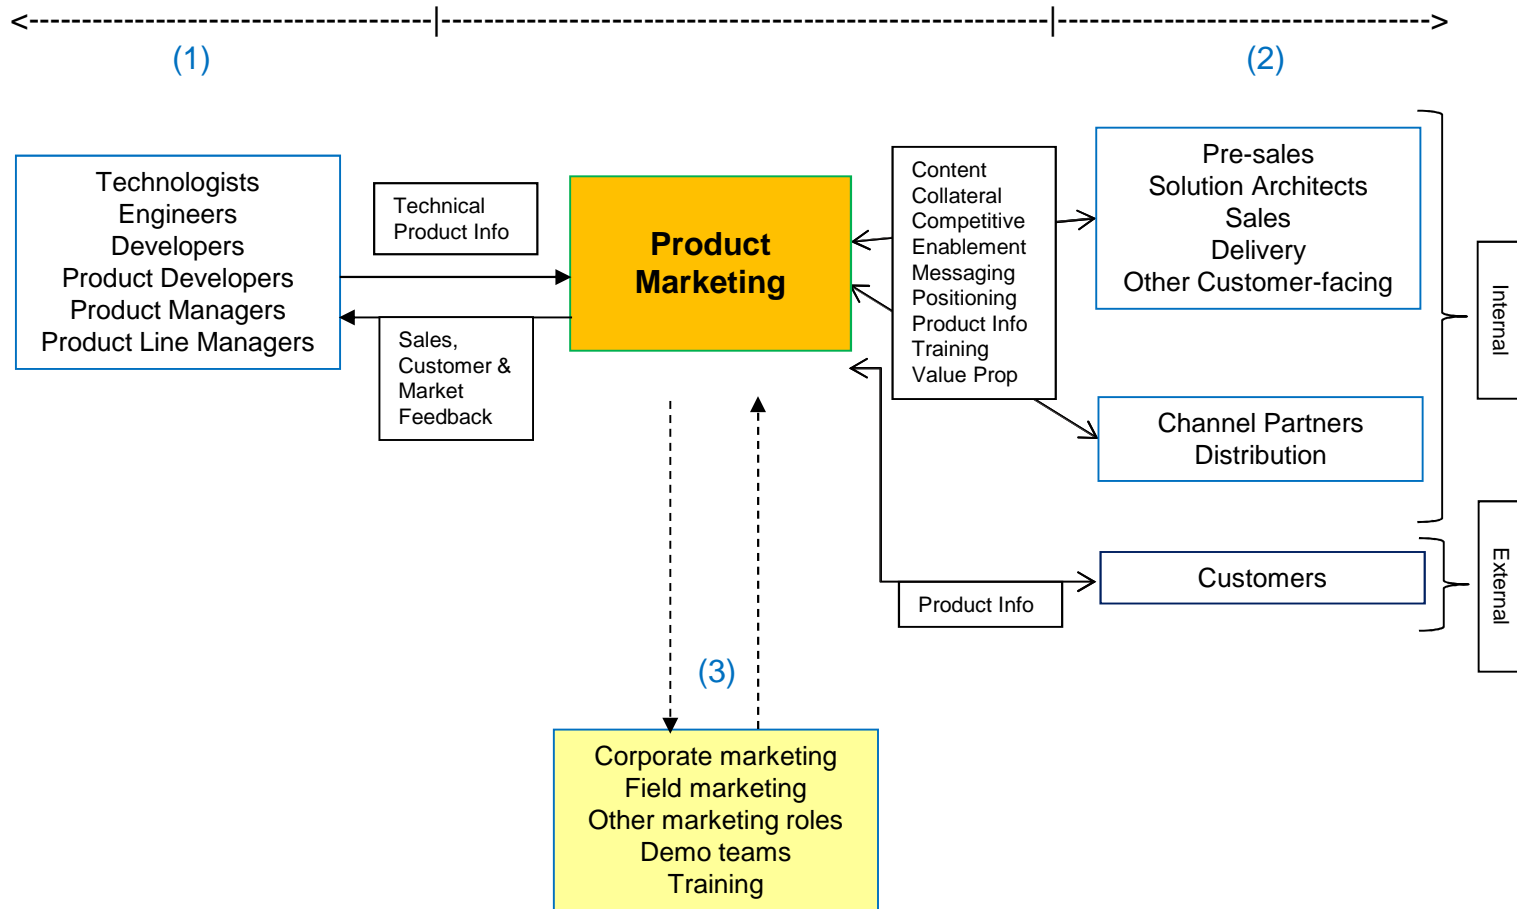 (1)
(2)
Technologists
Engineers
Developers
Product Developers
Product Managers
Product Line Managers
Technical
Product Info
Sales,
Customer &
Market
Feedback
Product
Marketing
Content
Collateral
Competitive
Enablement
Messaging
Positioning
Product Info
Training
Value Prop
Pre-sales
Solution Architects
Sales
Delivery
Other Customer-facing
Channel Partners
Distribution
Internal
Customers
Product Info
External
(3)
Corporate marketing
Field marketing
Other marketing roles
Demo teams
Training